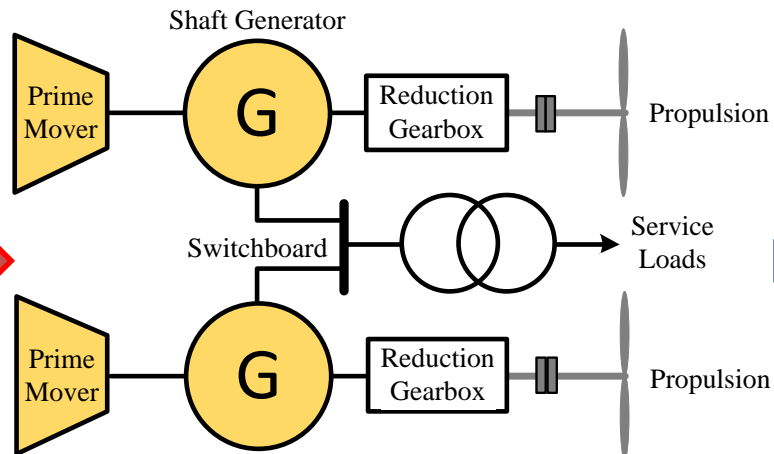 Shaft Generator
Prime
Mover
G
Reduction
Gearbox
Propulsion
Switchboard
Service
Loads
Prime
Mover
G
Reduction
Gearbox
Propulsion